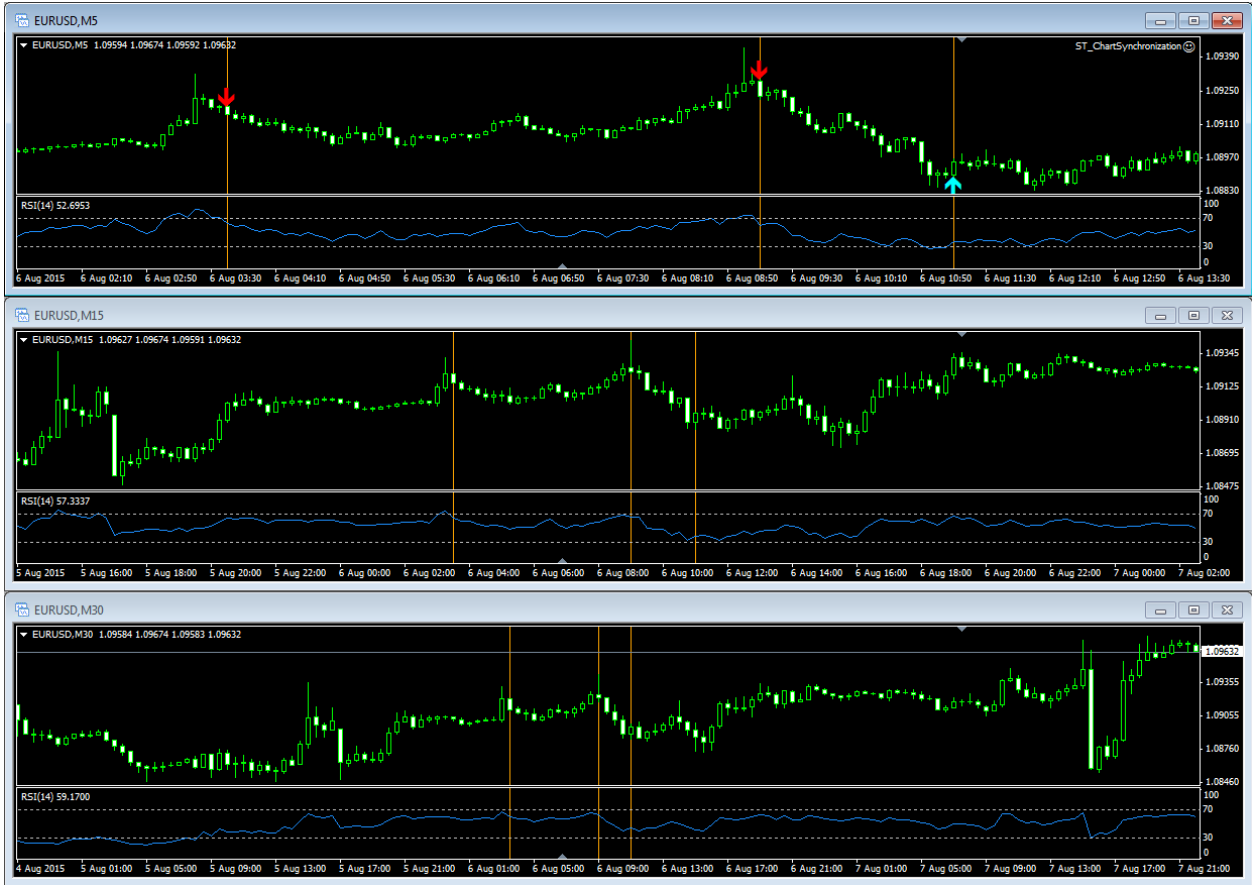 EURUSD,M5
EURUSD,M5 1.09594 1.09674 1.09592 1.09632
ST_ChartSynchronization
1.09390
1.09250
1.09110
1.08970
1.08830
RSI(14) 52.6953
100
70
30
0
6 Aug 2015 6 Aug 02:10 6 Aug 02:50 6 Aug 03:30 6 Aug 04:10 6 Aug 04:50 6 Aug 05:30 6 Aug 06:10 6 Aug 06:50 6 Aug 07:30 6 Aug 08:10 6 Aug 08:50 6 Aug 09:30 6 Aug 10:10 6 Aug 10:50 6 Aug 11:30 6 Aug 12:10 6 Aug 12:50 6 Aug 13:30
EURUSD,M15
EURUSD,M15 1.09627 1.09674 1.09591 1.09632
1.09345
1.09125
1.08910
1.08695
1.08475
RSI(14) 57.3337
100
70
30
0
5 Aug 2015 5 Aug 16:00 5 Aug 18:00 5 Aug 20:00 5 Aug 22:00 6 Aug 00:00 6 Aug 02:00 6 Aug 04:00 6 Aug 06:00 6 Aug 08:00 6 Aug 10:00 6 Aug 12:00 6 Aug 14:00 6 Aug 16:00 6 Aug 18:00 6 Aug 20:00 6 Aug 22:00 7 Aug 00:00 7 Aug 02:00
EURUSD,M30
EURUSD,M30 1.09584 1.09674 1.09583 1.09632
1.09632
1.09355
1.09055
1.08760
1.08460
RSI(14) 59.1700
100
70
30
0
4 Aug 2015 5 Aug 01:00 5 Aug 05:00 5 Aug 09:00 5 Aug 13:00 5 Aug 17:00 5 Aug 21:00 6 Aug 01:00 6 Aug 05:00 6 Aug 09:00 6 Aug 13:00 6 Aug 17:00 6 Aug 21:00 7 Aug 01:00 7 Aug 05:00 7 Aug 09:00 7 Aug 13:00 7 Aug 17:00 7 Aug 21:00